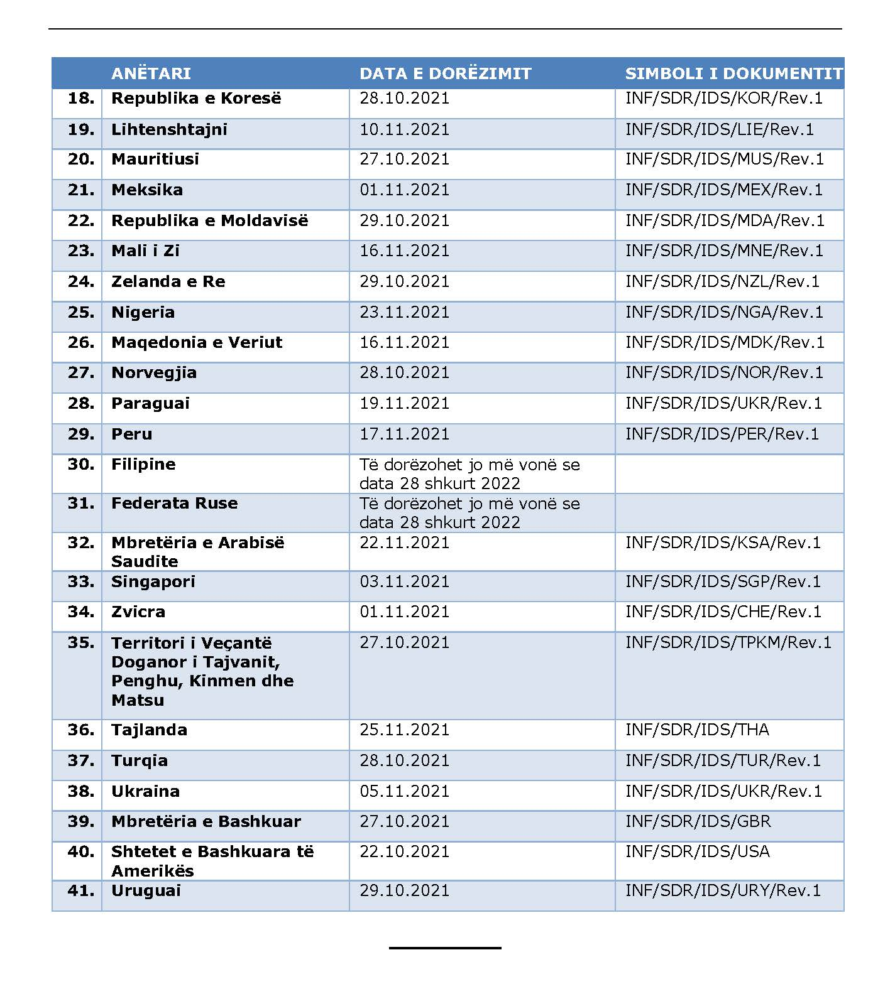 ANËTARI DATA E DORËZIMIT SIMBOLI I DOKUMENTIT
18. Republika e Koresë 28.10.2021 INF/SDR/IDS/KOR/Rev.1
19. Lihtenshtajni 10.11.2021 INF/SDR/IDS/LIE/Rev.1
20. Mauritiusi 27.10.2021 INF/SDR/IDS/MUS/Rev.1
21. Meksika 01.11.2021 INF/SDR/IDS/MEX/Rev.1
22. Republika e Moldavisë 29.10.2021 INF/SDR/IDS/MDA/Rev.1
23. Mali i Zi 16.11.2021 INF/SDR/IDS/MNE/Rev.1
24. Zelanda e Re 29.10.2021 INF/SDR/IDS/NZL/Rev.1
25. Nigeria 23.11.2021 INF/SDR/IDS/NGA/Rev.1
26. Maqedonia e Veriut 16.11.2021 INF/SDR/IDS/MDK/Rev.1
27. Norvegjia 28.10.2021 INF/SDR/IDS/NOR/Rev.1
28. Paraguai 19.11.2021 INF/SDR/IDS/UKR/Rev.1
29. Peru 17.11.2021 INF/SDR/IDS/PER/Rev.1
30. Filipine Të dorëzohet jo më vonë se
data 28 shkurt 2022
31. Federata Ruse Të dorëzohet jo më vonë se
data 28 shkurt 2022
32. Mbretëria e Arabisë 22.11.2021 INF/SDR/IDS/KSA/Rev.1
Saudite
33. Singapori 03.11.2021 INF/SDR/IDS/SGP/Rev.1
34. Zvicra 01.11.2021 INF/SDR/IDS/CHE/Rev.1
35. Territori i Veçantë 27.10.2021 INF/SDR/IDS/TPKM/Rev.1
Doganor i Tajvanit,
Penghu, Kinmen dhe
Matsu
36. Tajlanda 25.11.2021 INF/SDR/IDS/THA
37. Turqia 28.10.2021 INF/SDR/IDS/TUR/Rev.1
38. Ukraina 05.11.2021 INF/SDR/IDS/UKR/Rev.1
39. Mbretëria e Bashkuar 27.10.2021 INF/SDR/IDS/GBR
40. Shtetet e Bashkuara të 22.10.2021 INF/SDR/IDS/USA
Amerikës
41. Uruguai 29.10.2021 INF/SDR/IDS/URY/Rev.1